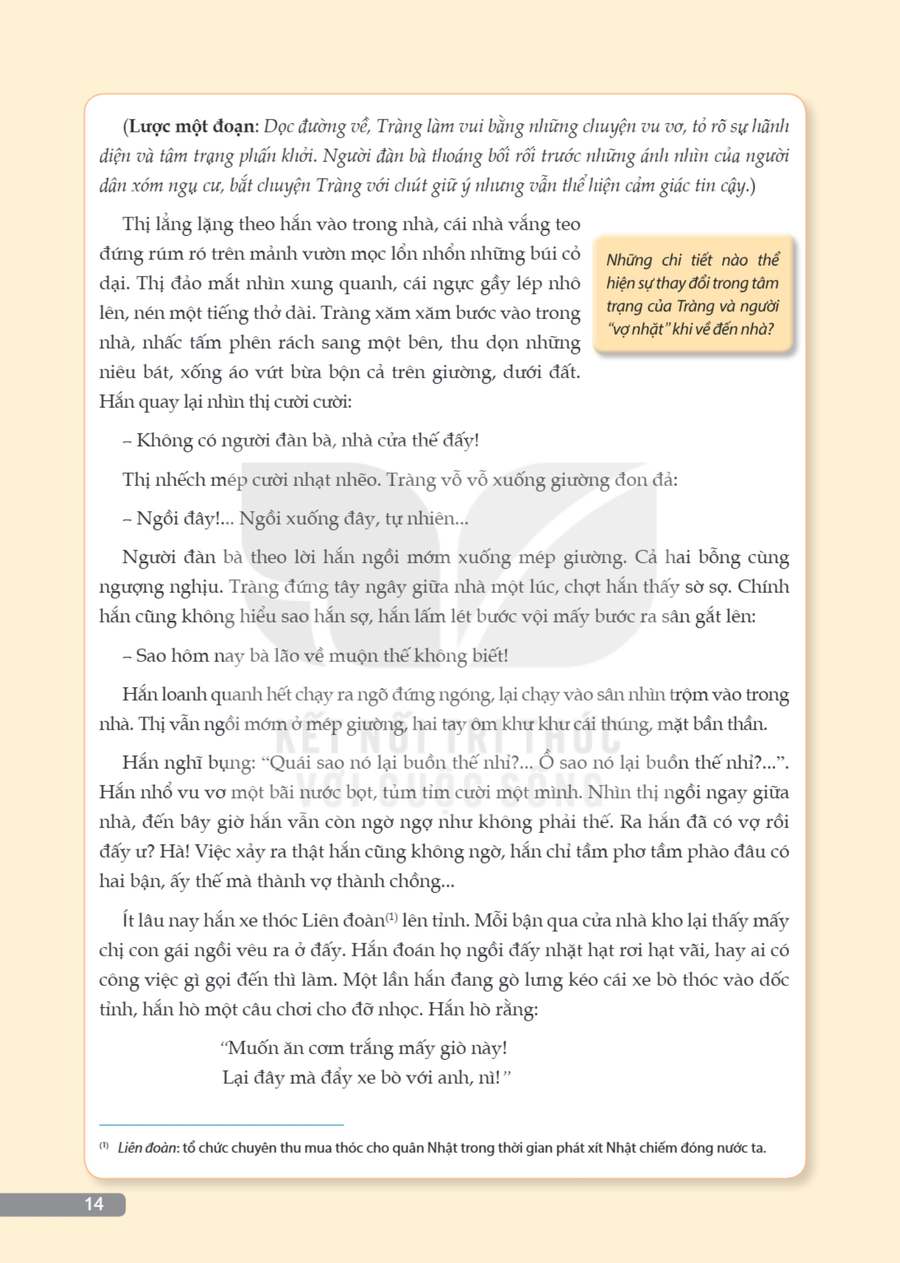 (Lược một đoạn: Dọc đường về, Tràng làm vui bằng những chuyện vu vơ, tỏ rõ sự hãnh
diện và tâm trạng phấn khởi. Người đàn bà thoáng bối rối trước những ánh nhìn của người
dân xóm ngụ cư, bắt chuyện Tràng với chút giữ ý nhưng vẫn thể hiện cảm giác tin cậy.)
Thị lẳng lặng theo hắn vào trong nhà, cái nhà vắng teo
đứng rúm ró trên mảnh vườn mọc lổn nhổn những búi cỏ
dại. Thị đảo mắt nhìn xung quanh, cái ngực gầy lép nhô
lên, nén một tiếng thở dài. Tràng xăm xăm bước vào trong
nhà, nhấc tấm phên rách sang một bên, thu dọn những
niêu bát, xống áo vứt bừa bộn cả trên giường, dưới đất.
Hắn quay lại nhìn thị cười cười:
Những chi tiết nào thể
hiện sự thay đổi trong tâm
trạng của Tràng và người
“vợ nhặt” khi về đến nhà?
– Không có người đàn bà, nhà cửa thế đấy!
Thị nhếch mép cười nhạt nhẽo. Tràng vỗ vỗ xuống giường đon đả:
– Ngồi đây!... Ngồi xuống đây, tự nhiên...
Người đàn bà theo lời hắn ngồi mớm xuống mép giường. Cả hai bỗng cùng
ngượng nghịu. Tràng đứng tây ngây giữa nhà một lúc, chợt hắn thấy sờ sợ. Chính
hắn cũng không hiểu sao hắn sợ, hắn lấm lét bước vội mấy bước ra sân gắt lên:
– Sao hôm nay bà lão về muộn thế không biết!
Hắn loanh quanh hết chạy ra ngõ đứng ngóng, lại chạy vào sân nhìn trộm vào trong
nhà. Thị vẫn ngồi mớm ở mép giường, hai tay ôm khư khư cái thúng, mặt bần thần.
Hắn nghĩ bụng: “Quái sao nó lại buồn thế nhỉ?... Ồ sao nó lại buồn thế nhỉ?...”.
Hắn nhổ vu vơ một bãi nước bọt, tủm tỉm cười một mình. Nhìn thị ngồi ngay giữa
nhà, đến bây giờ hắn vẫn còn ngờ ngợ như không phải thế. Ra hắn đã có vợ rồi
đấy ư? Hà! Việc xảy ra thật hắn cũng không ngờ, hắn chỉ tầm phơ tầm phào đâu có
hai bận, ấy thế mà thành vợ thành chồng...
Ít lâu nay hắn xe thóc Liên đoàn(1) lên tỉnh. Mỗi bận qua cửa nhà kho lại thấy mấy
chị con gái ngồi vêu ra ở đấy. Hắn đoán họ ngồi đấy nhặt hạt rơi hạt vãi, hay ai có
công việc gì gọi đến thì làm. Một lần hắn đang gò lưng kéo cái xe bò thóc vào dốc
tỉnh, hắn hò một câu chơi cho đỡ nhọc. Hắn hò rằng:
“Muốn ăn cơm trắng mấy giò này!
Lại đây mà đẩy xe bò với anh, nì!”
KẾT NỐI TRI THỨC
VỚI CUỘC SỐNG
(1) Liên đoàn: tổ chức chuyên thu mua thóc cho quân Nhật trong thời gian phát xít Nhật chiếm đóng nước ta.
14